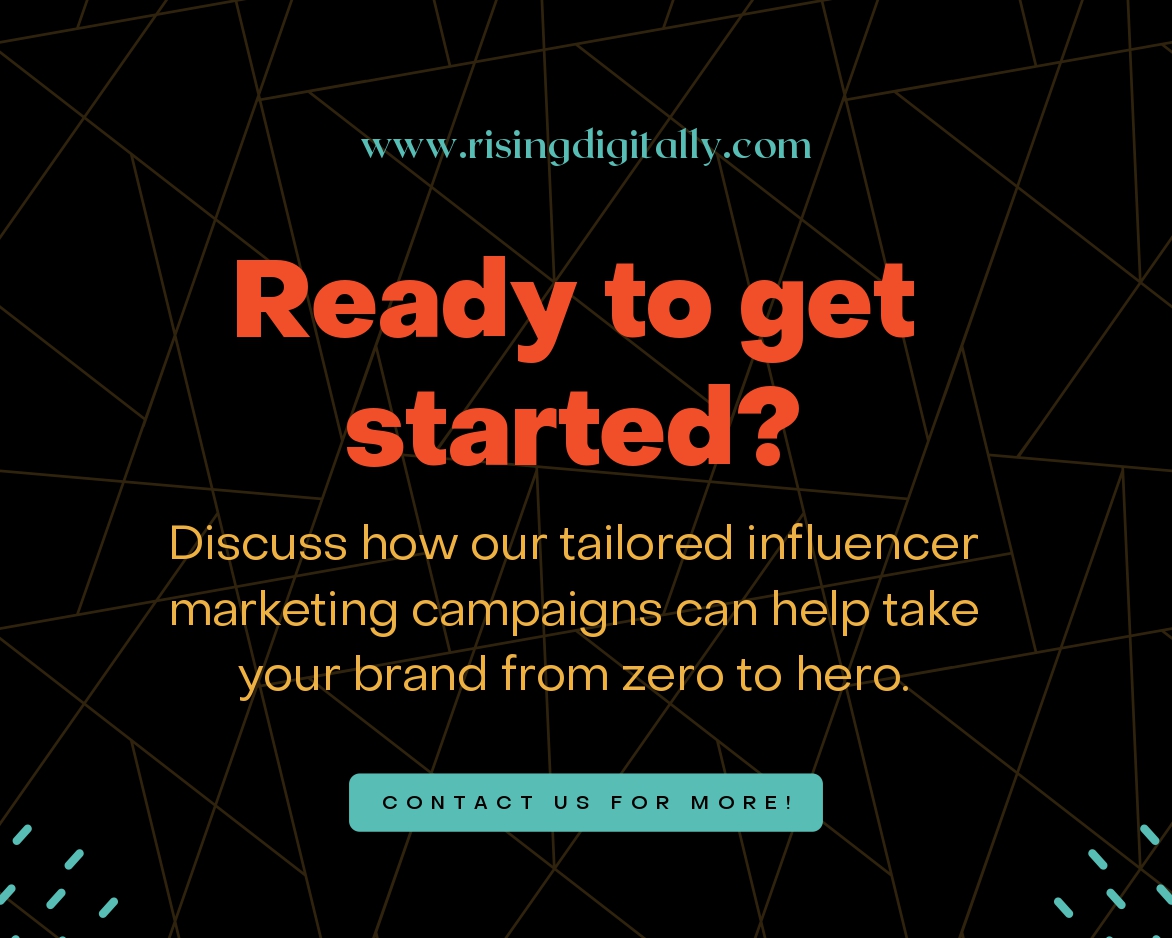 www.risingdigitally.com
Ready to get
started?
Discuss how our tailored influencer
marketing campaigns can help take
your brand from zero to hero.
CONTACT US FOR MORE!